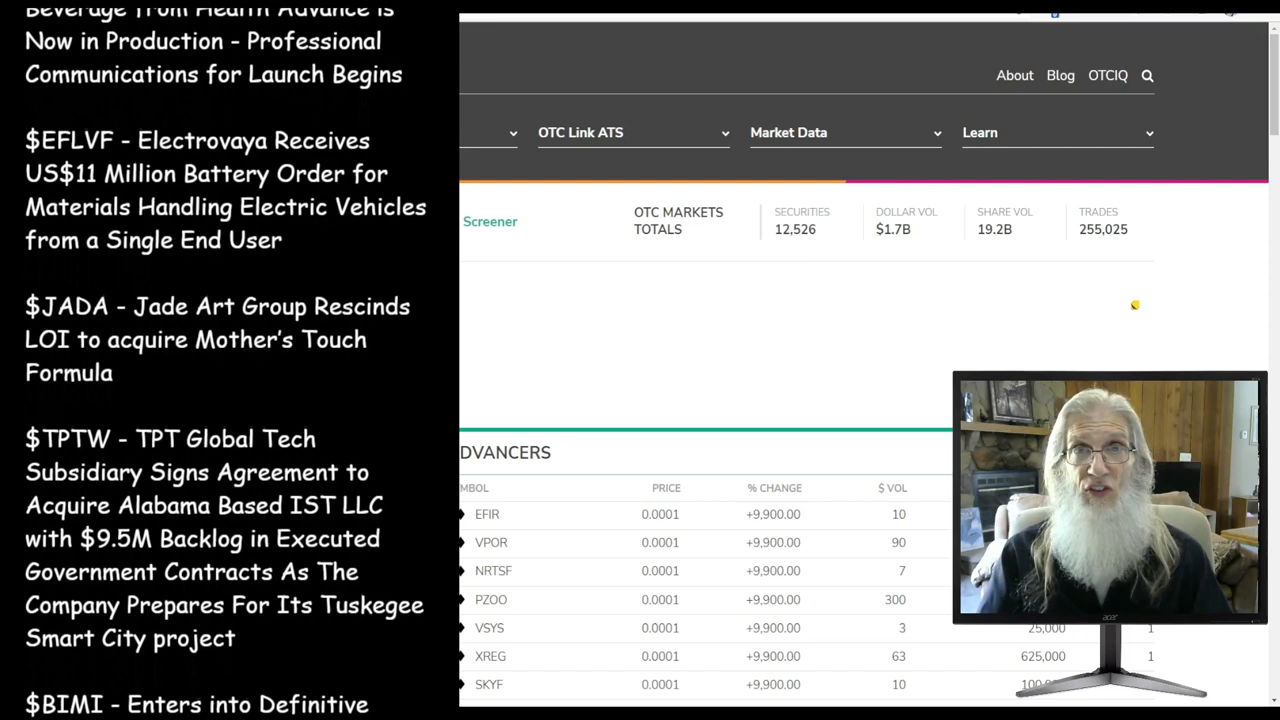 Beverage from Health Advance is
Now in Production - Professional
Communications for Launch Begins
$EFLVF - Electrovaya Receives
US$11 Million Battery Order for
Materials Handling Electric Vehicles
from a Single End User
$JADA - Jade Art Group Rescinds
LOI to acquire Mother's Touch
Formula
$TPTW - TPT Global Tech
Subsidiary Signs Agreement to
Acquire Alabama Based IST LLC
with $9.5M Backlog in Executed
Government Contracts As The
Company Prepares For Its Tuskegee
Smart City project
$BIMI - Enters into Definitive
About Blog OTCIQ
OTC Link ATS Market Data Learn
Screener
OTC MARKETS
TOTALS
SECURITIES DOLLAR VOL SHARE VOL TRADES
12,526 $1.7B 19.2B 255,025
DVANCERS
MBOL PRICE % CHANGE $ VOL
EFIR 0.0001 +9,900.00 10
VPOR 0.0001 +9,900.00 90
NRTSF 0.0001 +9,900.00 7
PZOO 0.0001 +9,900.00 300
VSYS 0.0001 +9,900.00 3 25,000 1
XREG 0.0001 +9,900.00 63 625,000 1
SKYF 0.0001 +9,900.00 10
acer